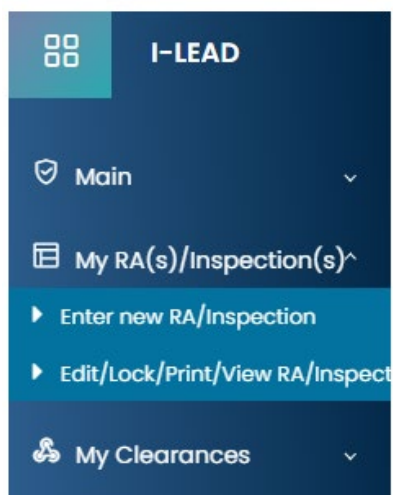 I-LEAD
Main
My RA(s)/Inspection(s)
Enter new RA/Inspection
Edit/Lock/Print/View RA/Inspect
My Clearances